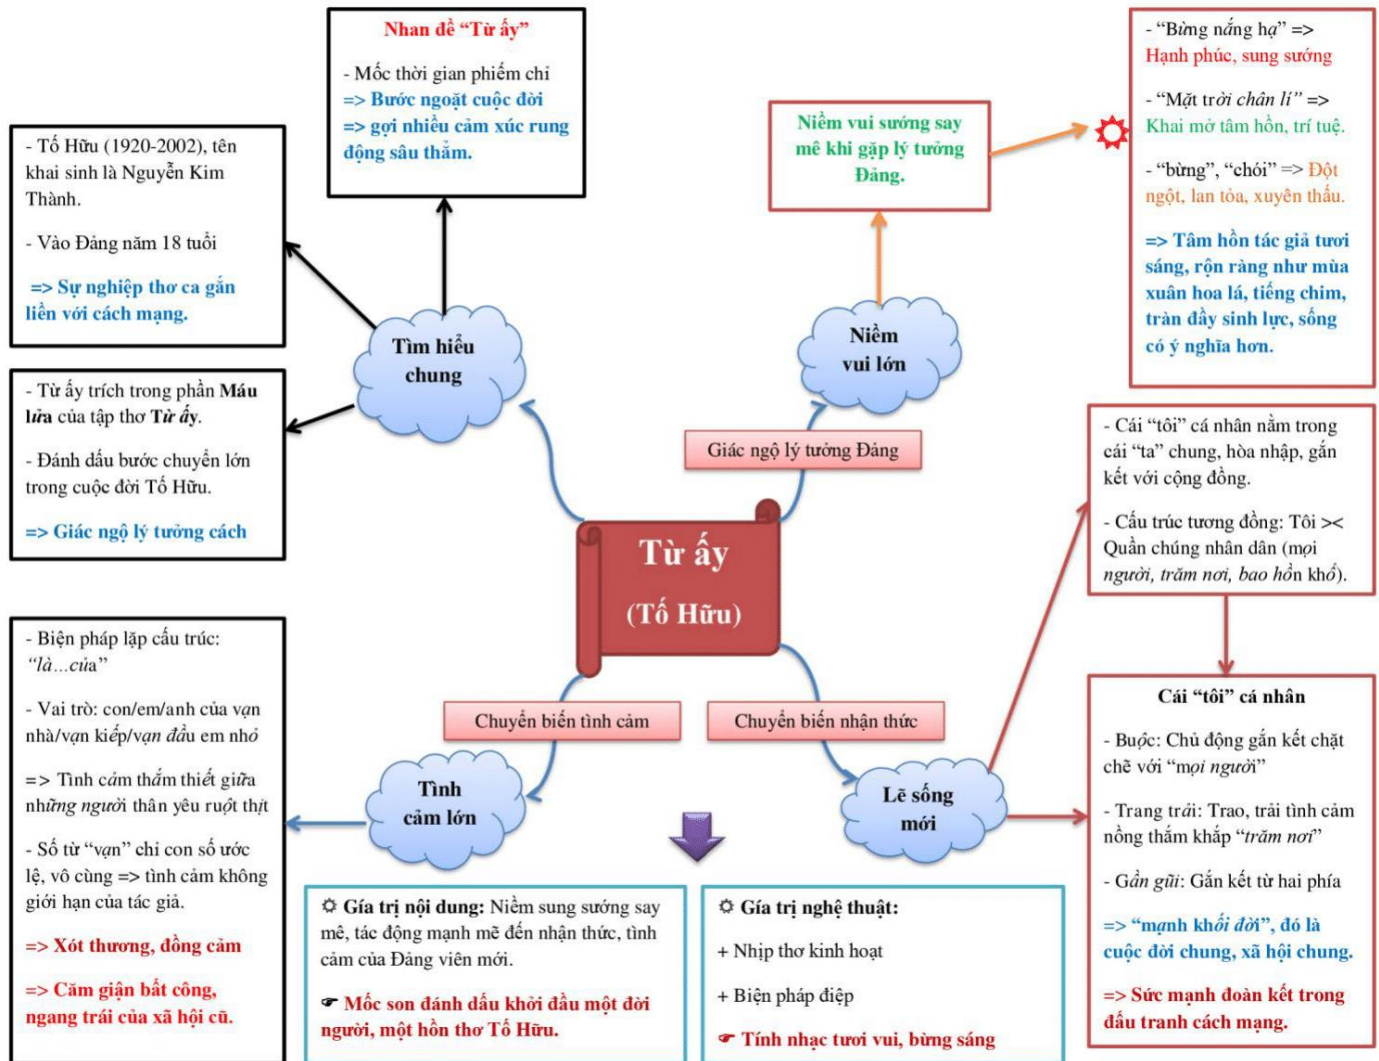 Nhan đề “Từ ấy”
- Mốc thời gian phiếm chỉ
=> Bước ngoặt cuộc đời
=> gợi nhiều cảm xúc rung
động sâu thẳm.
- Tố Hữu (1920-2002), tên
khai sinh là Nguyễn Kim
Thành.
- Vào Đảng năm 18 tuổi
=> Sự nghiệp thơ ca gắn
liền với cách mạng.
- Từ ấy trích trong phần Máu
lửa của tập thơ Từ ấy.
- Đánh dấu bước chuyển lớn
trong cuộc đời Tố Hữu.
=> Giác ngộ lý tưởng cách
Tìm hiểu
chung
Niềm vui sướng say
mê khi gặp lý tưởng
Đảng.
- “Bừng nắng hạ” =>
Hạnh phúc, sung sướng
- “Mặt trời chân lí” =>
Khai mở tâm hồn, trí tuệ.
- “bừng”, “chói” => Đột
ngột, lan tỏa, xuyên thấu.
=> Tâm hồn tác giả tươi
sáng, rộn ràng như mùa
xuân hoa lá, tiếng chim,
tràn đầy sinh lực, sống
có ý nghĩa hơn.
Niềm
vui lớn
Giác ngộ lý tưởng Đảng
Từ ấy
(Tố Hữu)
- Cái “tôi” cá nhân nằm trong
cái “ta” chung, hòa nhập, gắn
kết với cộng đồng.
- Cấu trúc tương đồng: Tôi ><
Quần chúng nhân dân (mọi
người, trăm nơi, bao hồn khổ).
Chuyển biến tình cảm
Chuyển biến nhận thức
Tình
cảm lớn
Lẽ sống
mới
- Biện pháp lặp cấu trúc:
“là...của”
- Vai trò: con/em/anh của vạn
nhà/vạn kiếp/vạn đầu em nhỏ
=> Tình cảm thắm thiết giữa
những người thân yêu ruột thịt
- Số từ “vạn” chỉ con số ước
lệ, vô cùng => tình cảm không
giới hạn của tác giả.
=> Xót thương, đồng cảm
=> Căm giận bất công,
ngang trái của xã hội cũ.
Cái “tôi” cá nhân
- Buộc: Chủ động gắn kết chặt
chẽ với “mọi người”
- Trang trải: Trao, trải tình cảm
nồng thắm khắp “trăm nơi”
- Gần gũi: Gắn kết từ hai phía
=> “mạnh khối đời”, đó là
cuộc đời chung, xã hội chung.
=> Sức mạnh đoàn kết trong
đấu tranh cách mạng.
☼ Gía trị nội dung: Niềm sung sướng say
mê, tác động mạnh mẽ đến nhận thức, tình
cảm của Đảng viên mới.
☞ Mốc son đánh dấu khởi đầu một đời
người, một hồn thơ Tố Hữu.
☼ Gía trị nghệ thuật:
+ Nhịp thơ kinh hoạt
+ Biện pháp điệp
☞ Tính nhạc tươi vui, bừng sáng